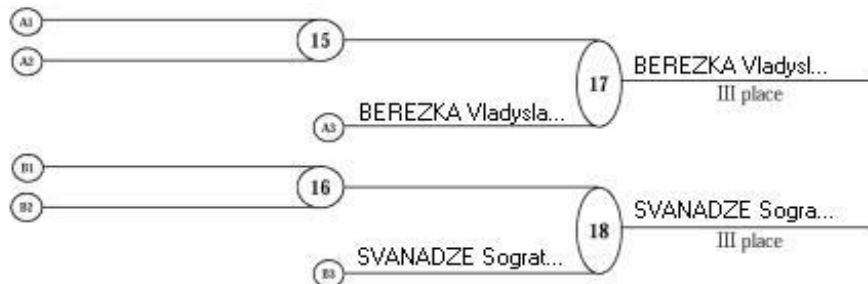 A1
15
A2
BEREZKA Vladysl...
17
III place
A3
BEREZKA Vladysla...
B1
16
B2
SVANADZE Sogra...
18
III place
B3
SVANADZE Sograt...